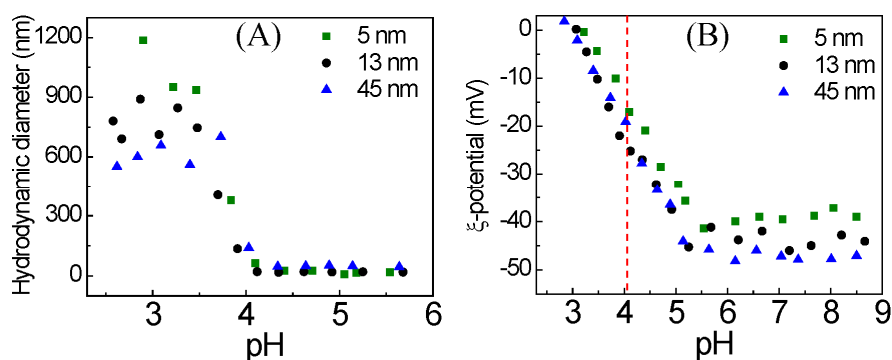 (A)
Hydrodynamic diameter (nm)
1200
900
600
300
0
5 nm
13 nm
45 nm
3
4
5
6
pH
(B)
ξ-potential (mV)
0
-10
-20
-30
-40
-50
5 nm
13 nm
45 nm
3
4
5
6
7
8
9
pH